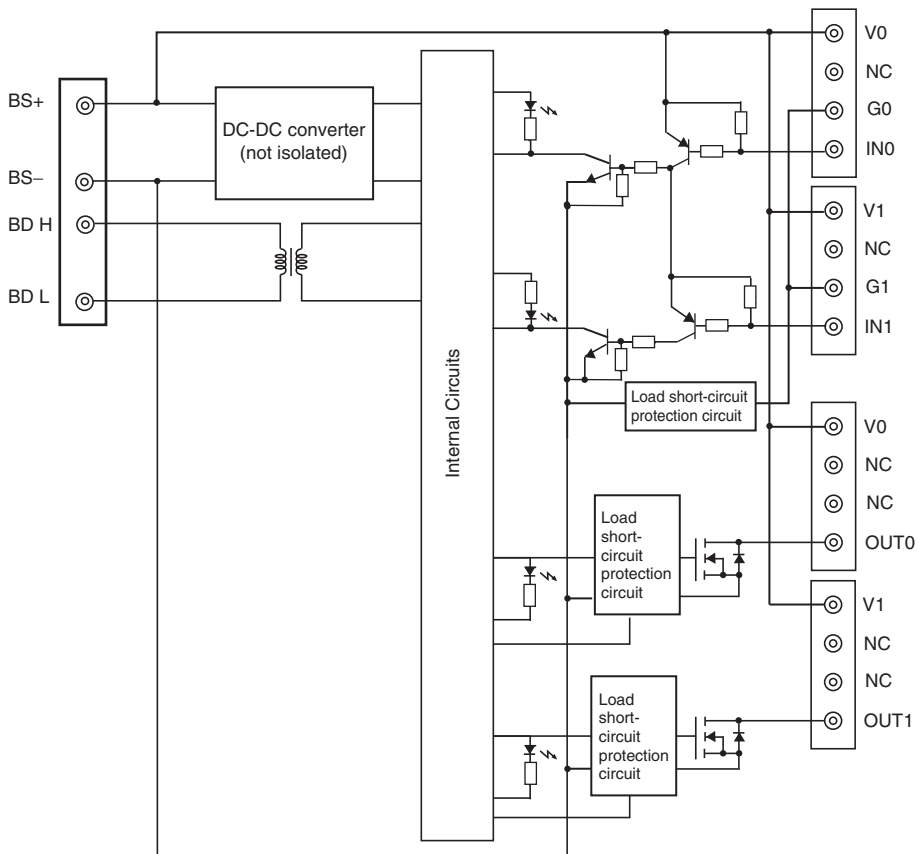 BS+
BS−
BD H
BD L
DC-DC converter
(not isolated)
Internal Circuits
Load short-circuit
protection circuit
Load
short-
circuit
protection
circuit
Load
short-
circuit
protection
circuit
V0
NC
G0
IN0
V1
NC
G1
IN1
V0
NC
NC
OUT0
V1
NC
NC
OUT1